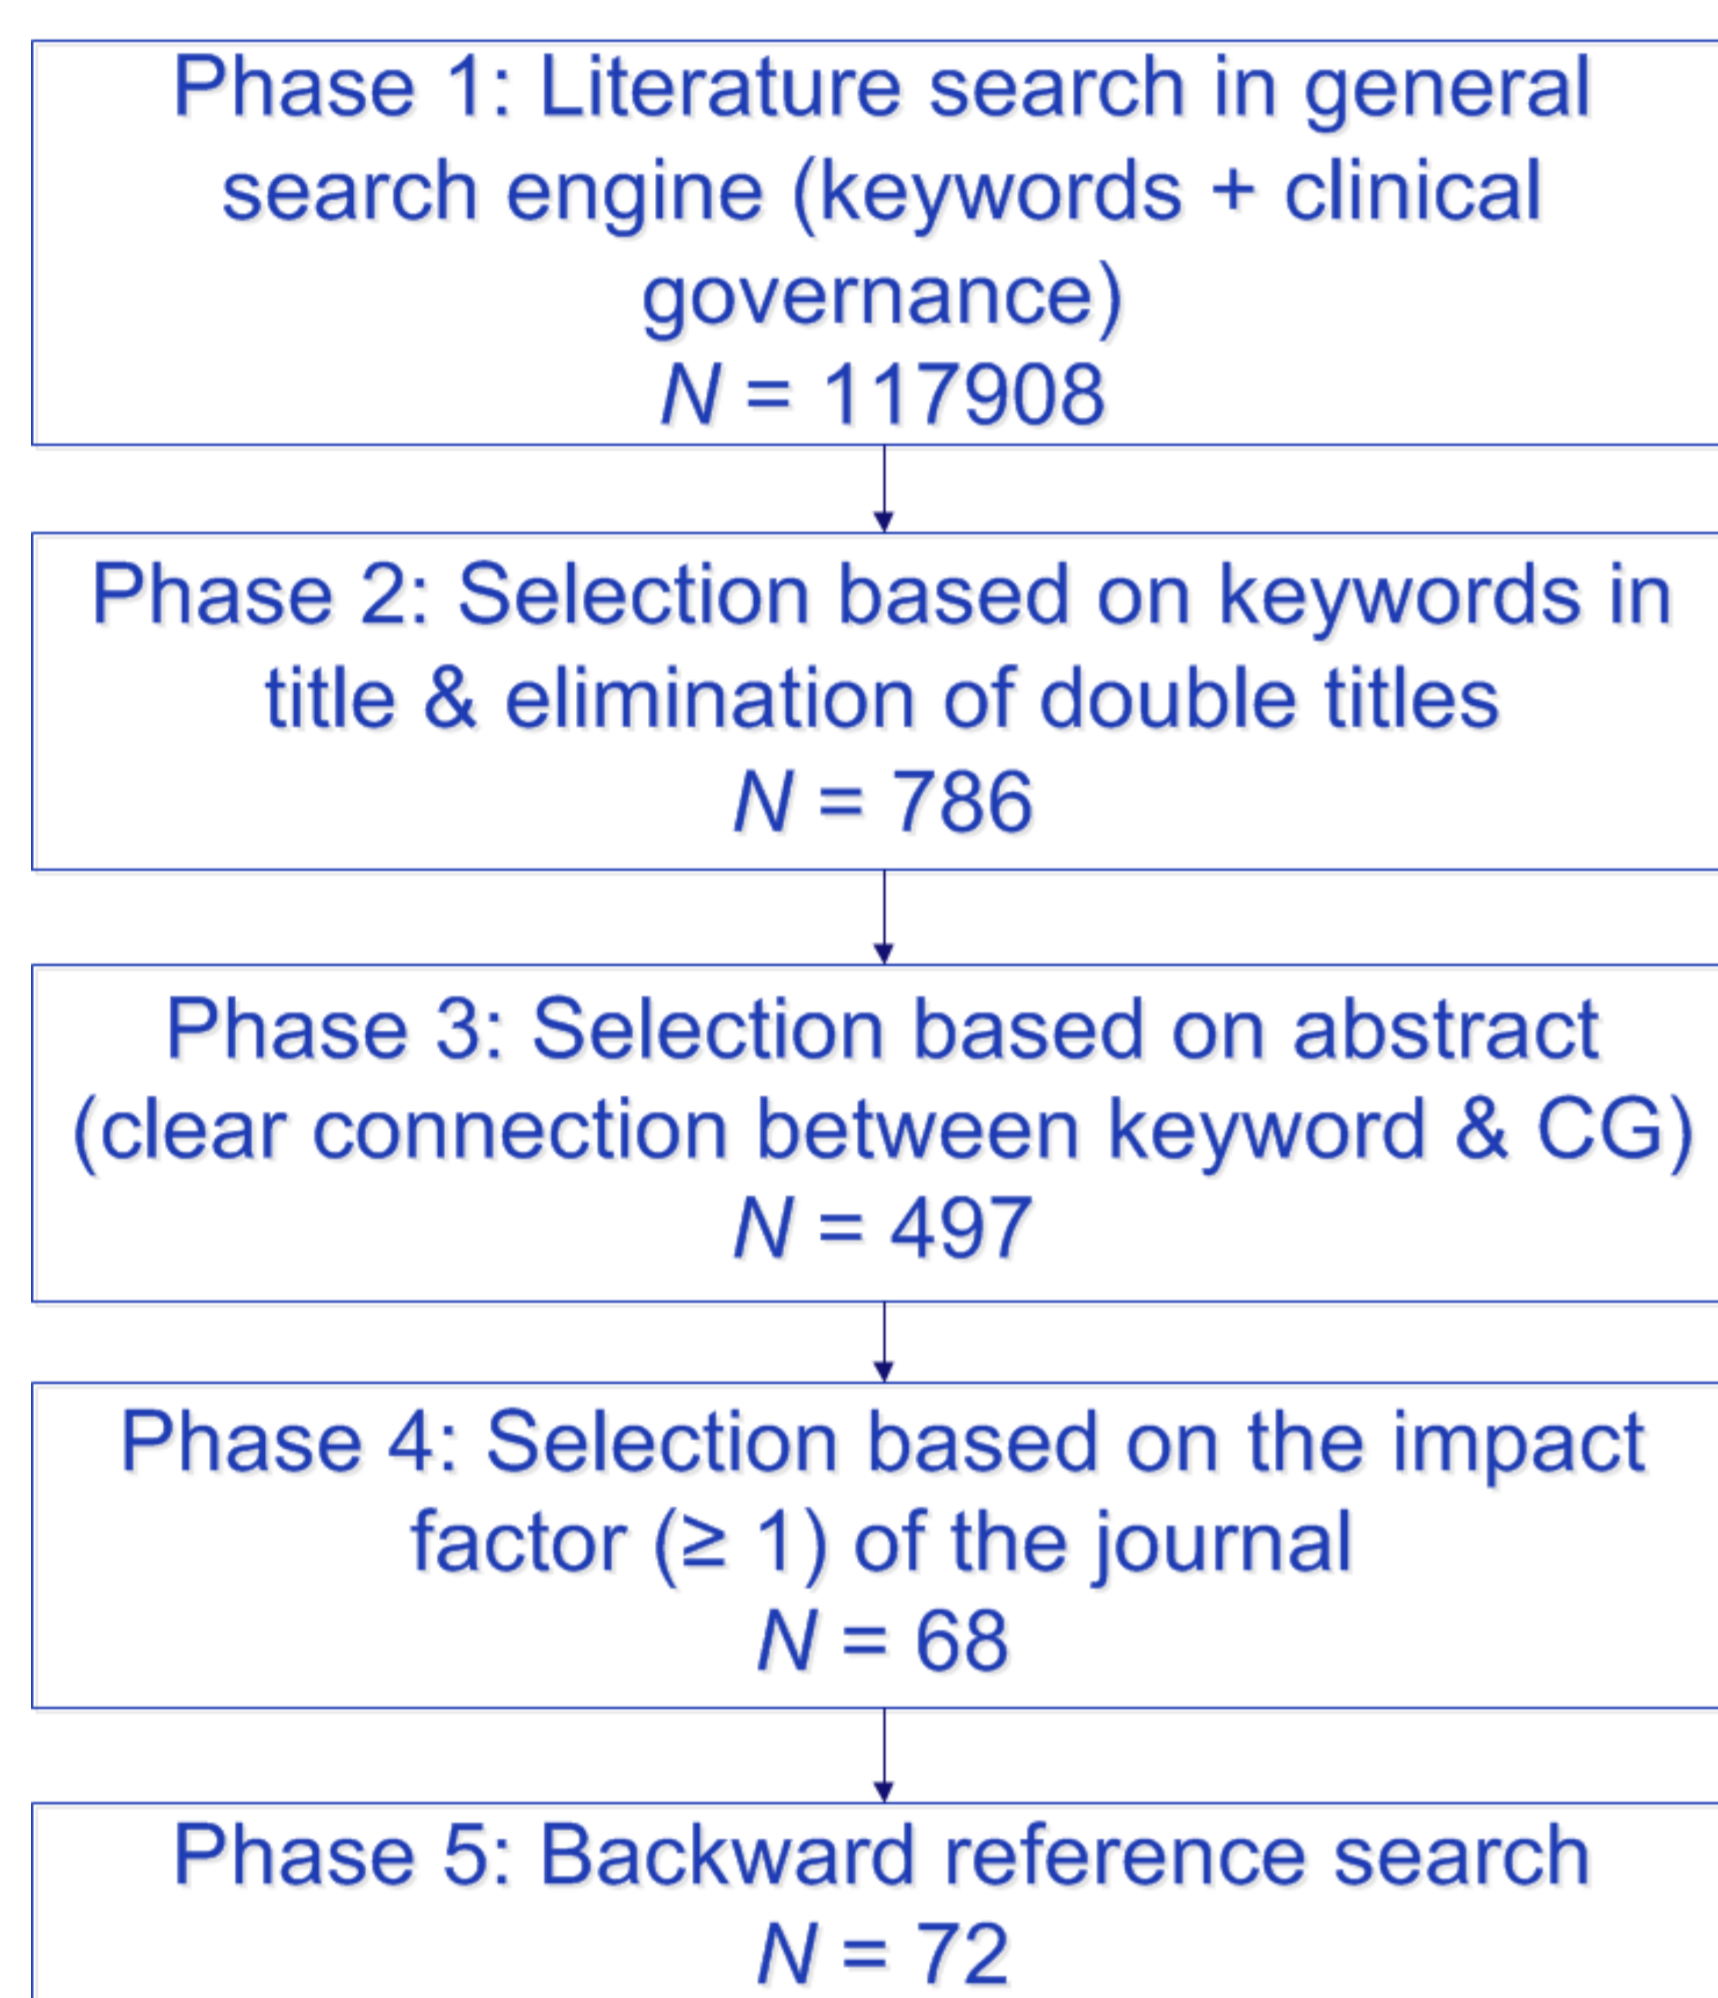 Phase 1: Literature search in general
search engine (keywords + clinical
governance)
N = 117908
Phase 2: Selection based on keywords in
title & elimination of double titles
N = 786
Phase 3: Selection based on abstract
(clear connection between keyword & CG)
N = 497
Phase 4: Selection based on the impact
factor (≥ 1) of the journal
N = 68
Phase 5: Backward reference search
N = 72